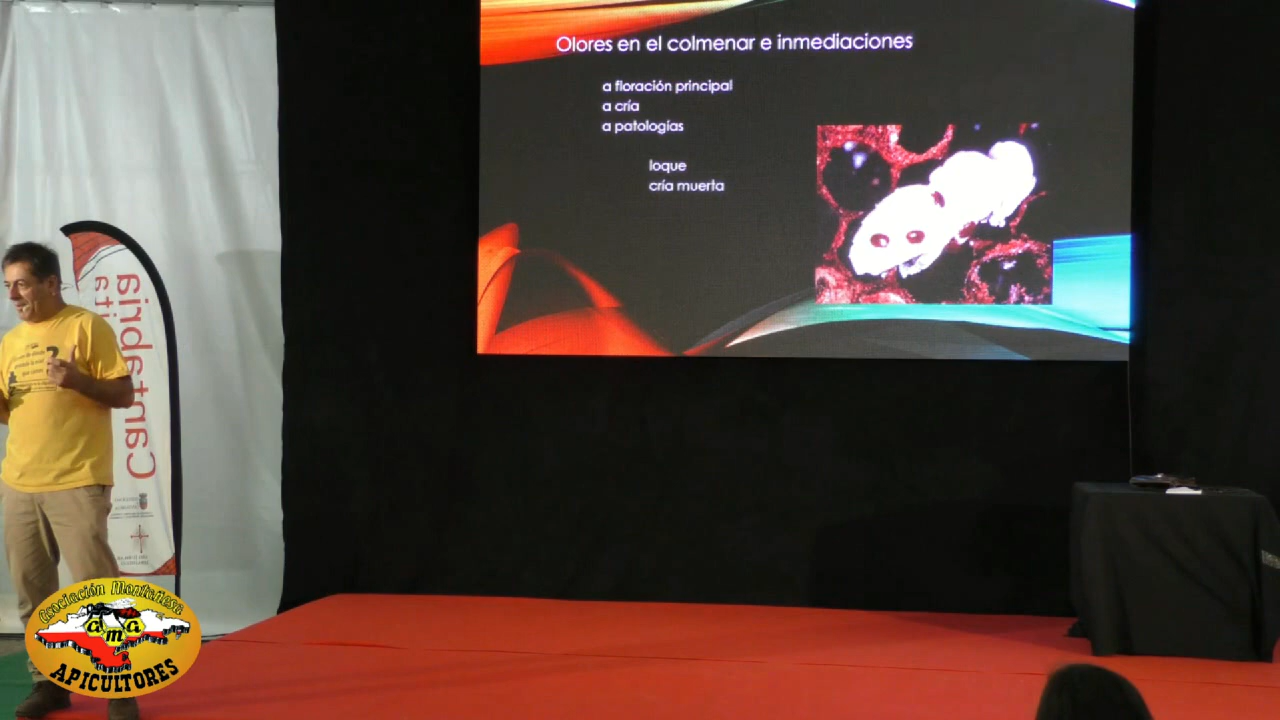 Olores en el colmenar e inmediaciones
a floración principal
a cría
a patologías
loque
cría muerta
Cantabria
Asociación Montañesa
AMA
APICULTORES